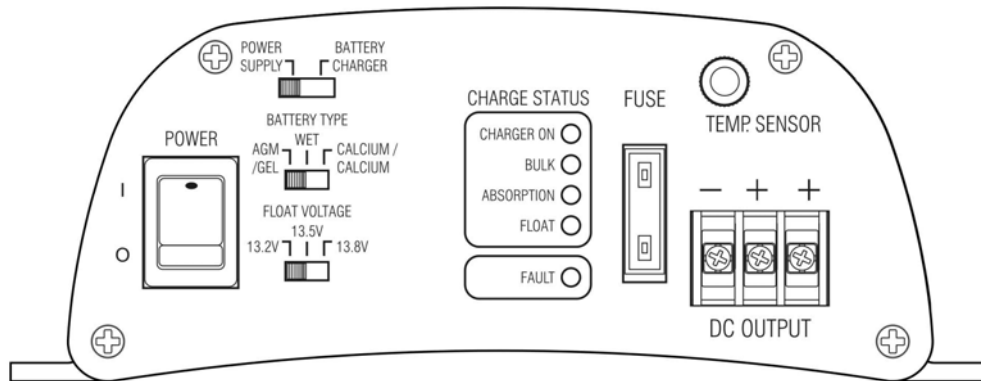 POWER SUPPLY
BATTERY CHARGER
BATTERY TYPE
AGM /GEL
WET
CALCIUM / CALCIUM
FLOAT VOLTAGE
13.2V
13.5V
13.8V
POWER
I
O
CHARGE STATUS
CHARGER ON
BULK
ABSORPTION
FLOAT
FAULT
FUSE
TEMP. SENSOR
− + +
DC OUTPUT